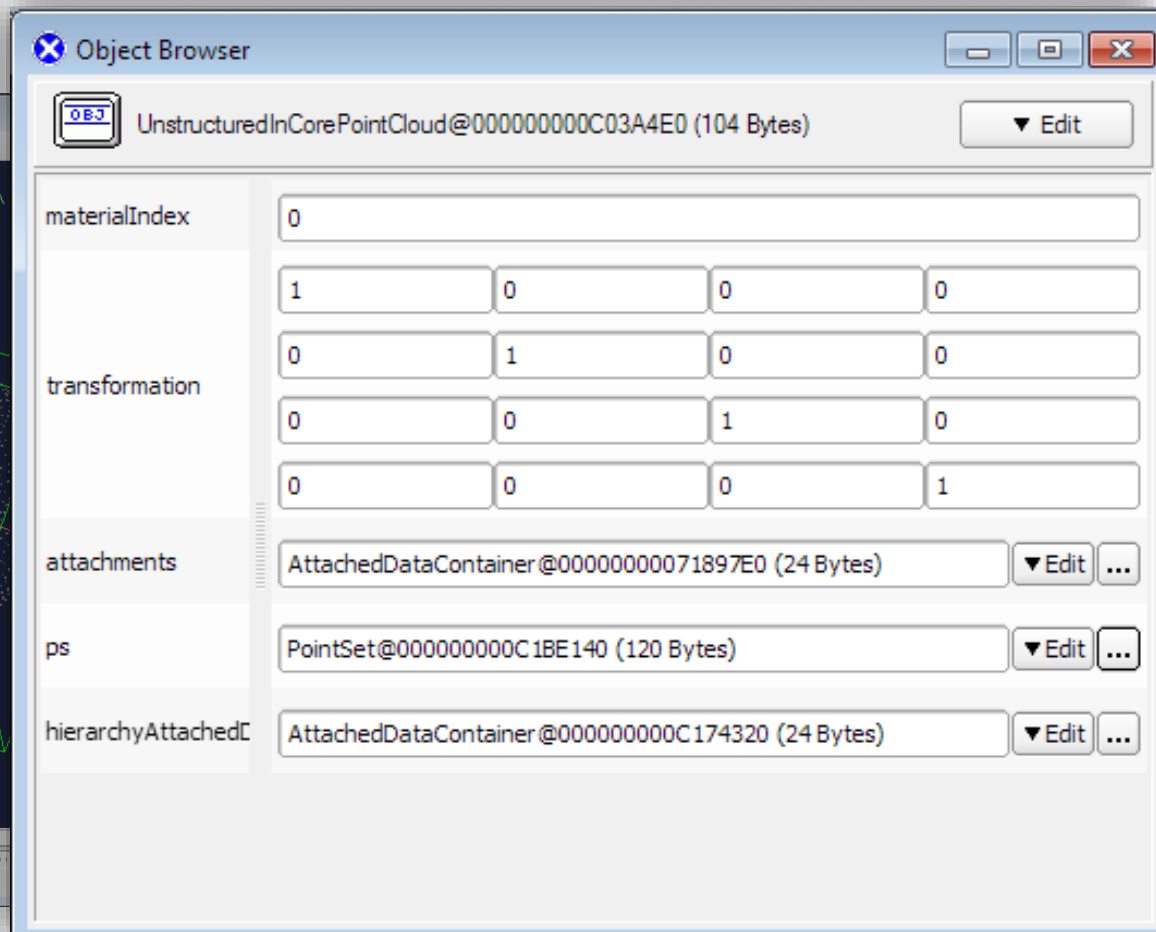 Object Browser
OBJ
UnstructuredInCorePointCloud@000000000C03A4E0 (104 Bytes)
▼ Edit
materialIndex
0
transformation
1 0 0 0
0 1 0 0
0 0 1 0
0 0 0 1
attachments
AttachedDataContainer@00000000071897E0 (24 Bytes)
▼Edit ...
ps
PointSet@000000000C1BE140 (120 Bytes)
▼Edit ...
hierarchyAttachedD
AttachedDataContainer@000000000C174320 (24 Bytes)
▼Edit ...